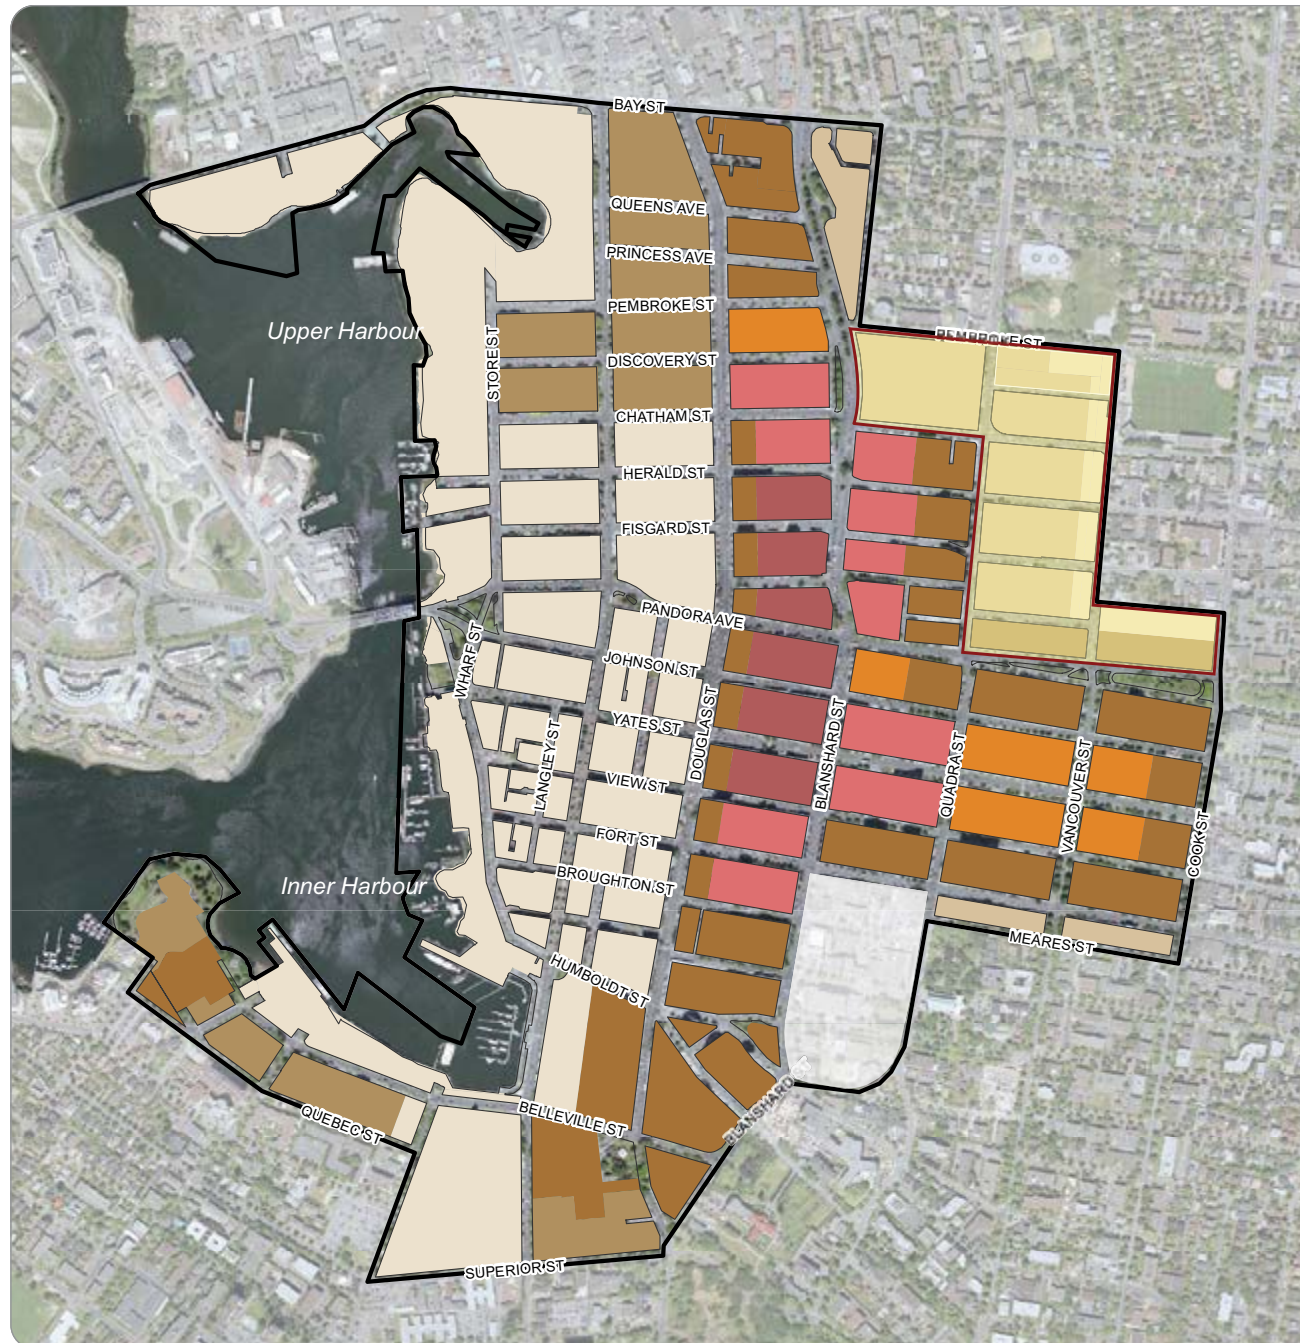 BAY ST
QUEENS AVE
PRINCESS AVE
PEMBROKE ST
Upper Harbour
STORE ST
PEMBROKE ST
DISCOVERY ST
CHATHAM ST
HERALD ST
FISGARD ST
PANDORA AVE
WHARF ST
JOHNSON ST
YATES ST
DOUGLAS ST
LANGLEY ST
VIEW ST
BLANSHARD ST
QUADRA ST
VANCOUVER ST
COOK ST
FORT ST
BROUGHTON ST
Inner Harbour
MEARES ST
HUMBOLDT ST
BELLEVILLE ST
BLANSHARD ST
QUEBEC ST
SUPERIOR ST